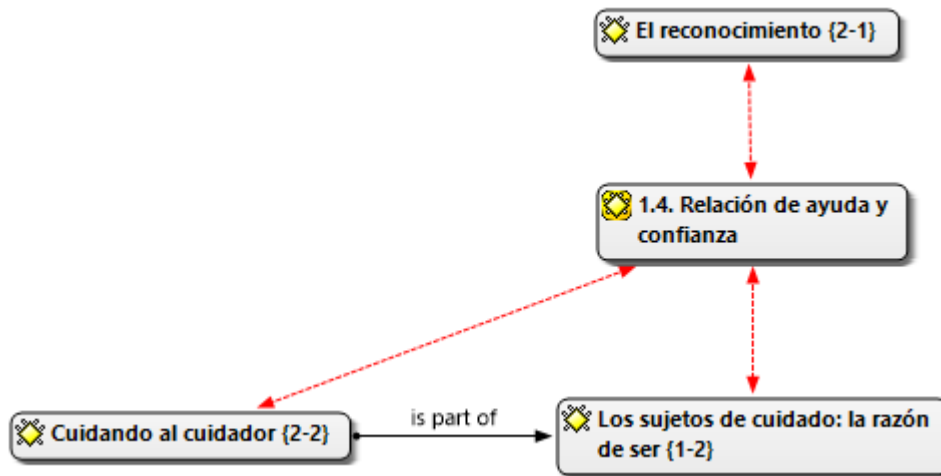 El reconocimiento {2-1}
1.4. Relación de ayuda y
confianza
Cuidando al cuidador {2-2}
is part of
Los sujetos de cuidado: la razón
de ser {1-2}